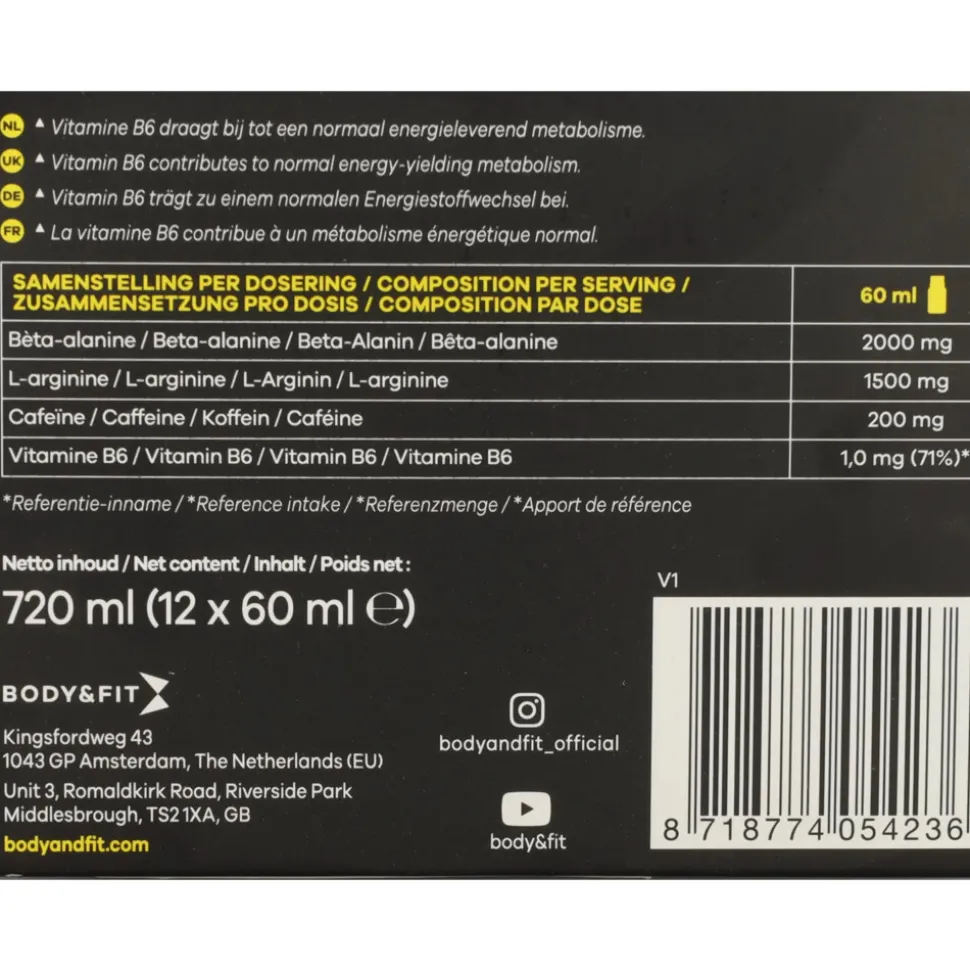 NL ▲ Vitamine B6 draagt bij tot een normaal energieleverend metabolisme.
UK ▲ Vitamin B6 contributes to normal energy-yielding metabolism.
DE ▲ Vitamin B6 trägt zu einem normalen Energiestoffwechsel bei.
FR ▲ La vitamine B6 contribue à un métabolisme énergétique normal.
SAMENSTELLING PER DOSERING / COMPOSITION PER SERVING /
ZUSAMMENSETZUNG PRO DOSIS / COMPOSITION PAR DOSE
60 ml
Bèta-alanine / Beta-alanine / Beta-Alanin / Bêta-alanine 2000 mg
L-arginine / L-arginine / L-Arginin / L-arginine 1500 mg
Cafeïne / Caffeine / Koffein / Caféine 200 mg
Vitamine B6 / Vitamin B6 / Vitamin B6 / Vitamine B6 1,0 mg (71%)*
*Referentie-inname / *Reference intake / *Referenzmenge / *Apport de référence
Netto inhoud / Net content / Inhalt / Poids net :
720 ml (12 x 60 ml ℮)
V1
BODY&FIT
Kingsfordweg 43
1043 GP Amsterdam, The Netherlands (EU)
Unit 3, Romaldkirk Road, Riverside Park
Middlesbrough, TS2 1XA, GB
bodyandfit.com
bodyandfit_official
body&fit
8 718774 054236